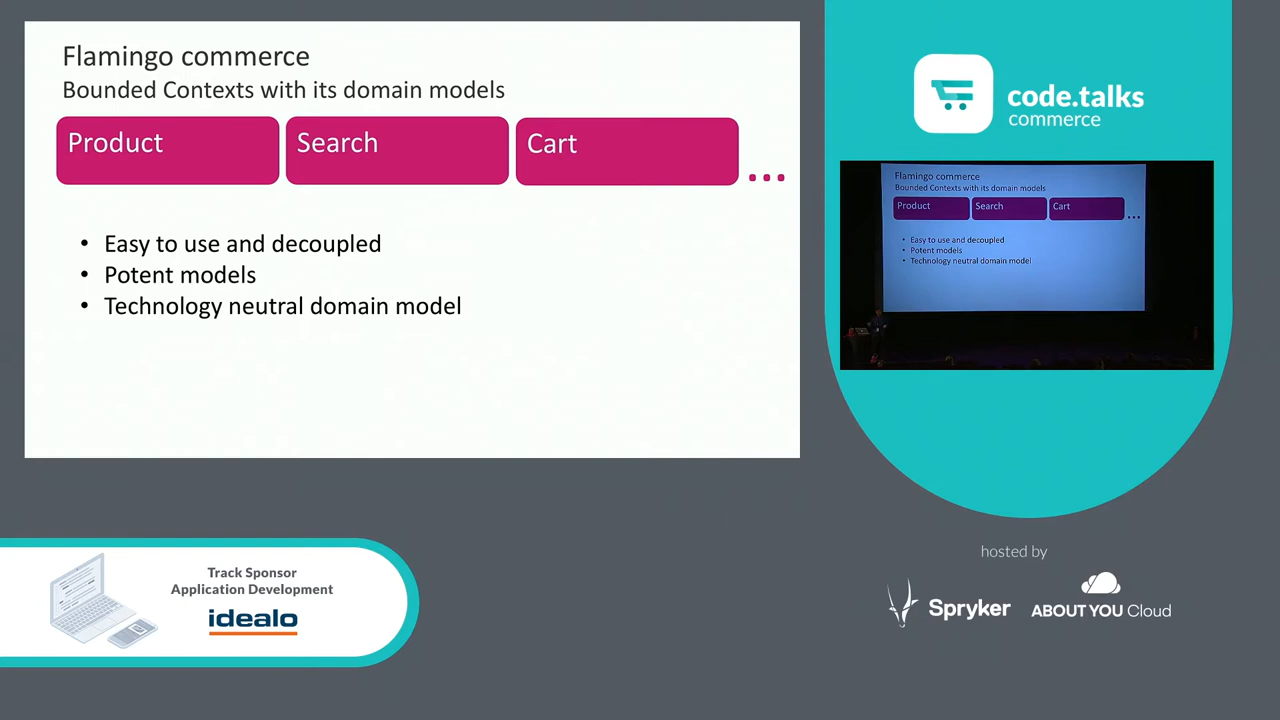 Flamingo commerce
Bounded Contexts with its domain models
Product
Search
Cart
...
• Easy to use and decoupled
• Potent models
• Technology neutral domain model
code.talks
commerce
Flamingo commerce
Bounded Contexts with its domain models
Product
Search
Cart
...
• Easy to use and decoupled
• Potent models
• Technology neutral domain model
Track Sponsor
Application Development
idealo
hosted by
Spryker
ABOUT YOU Cloud